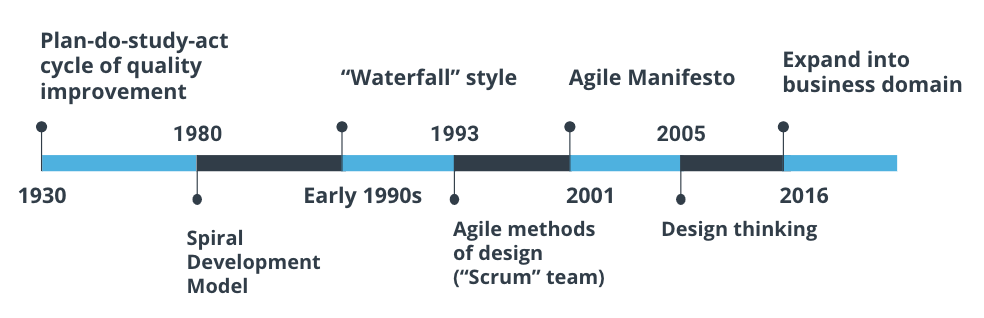 Plan-do-study-act
cycle of quality
improvement
1930
1980
Spiral
Development
Model
“Waterfall” style
Early 1990s
1993
Agile methods
of design
(“Scrum” team)
Agile Manifesto
2001
2005
Design thinking
Expand into
business domain
2016